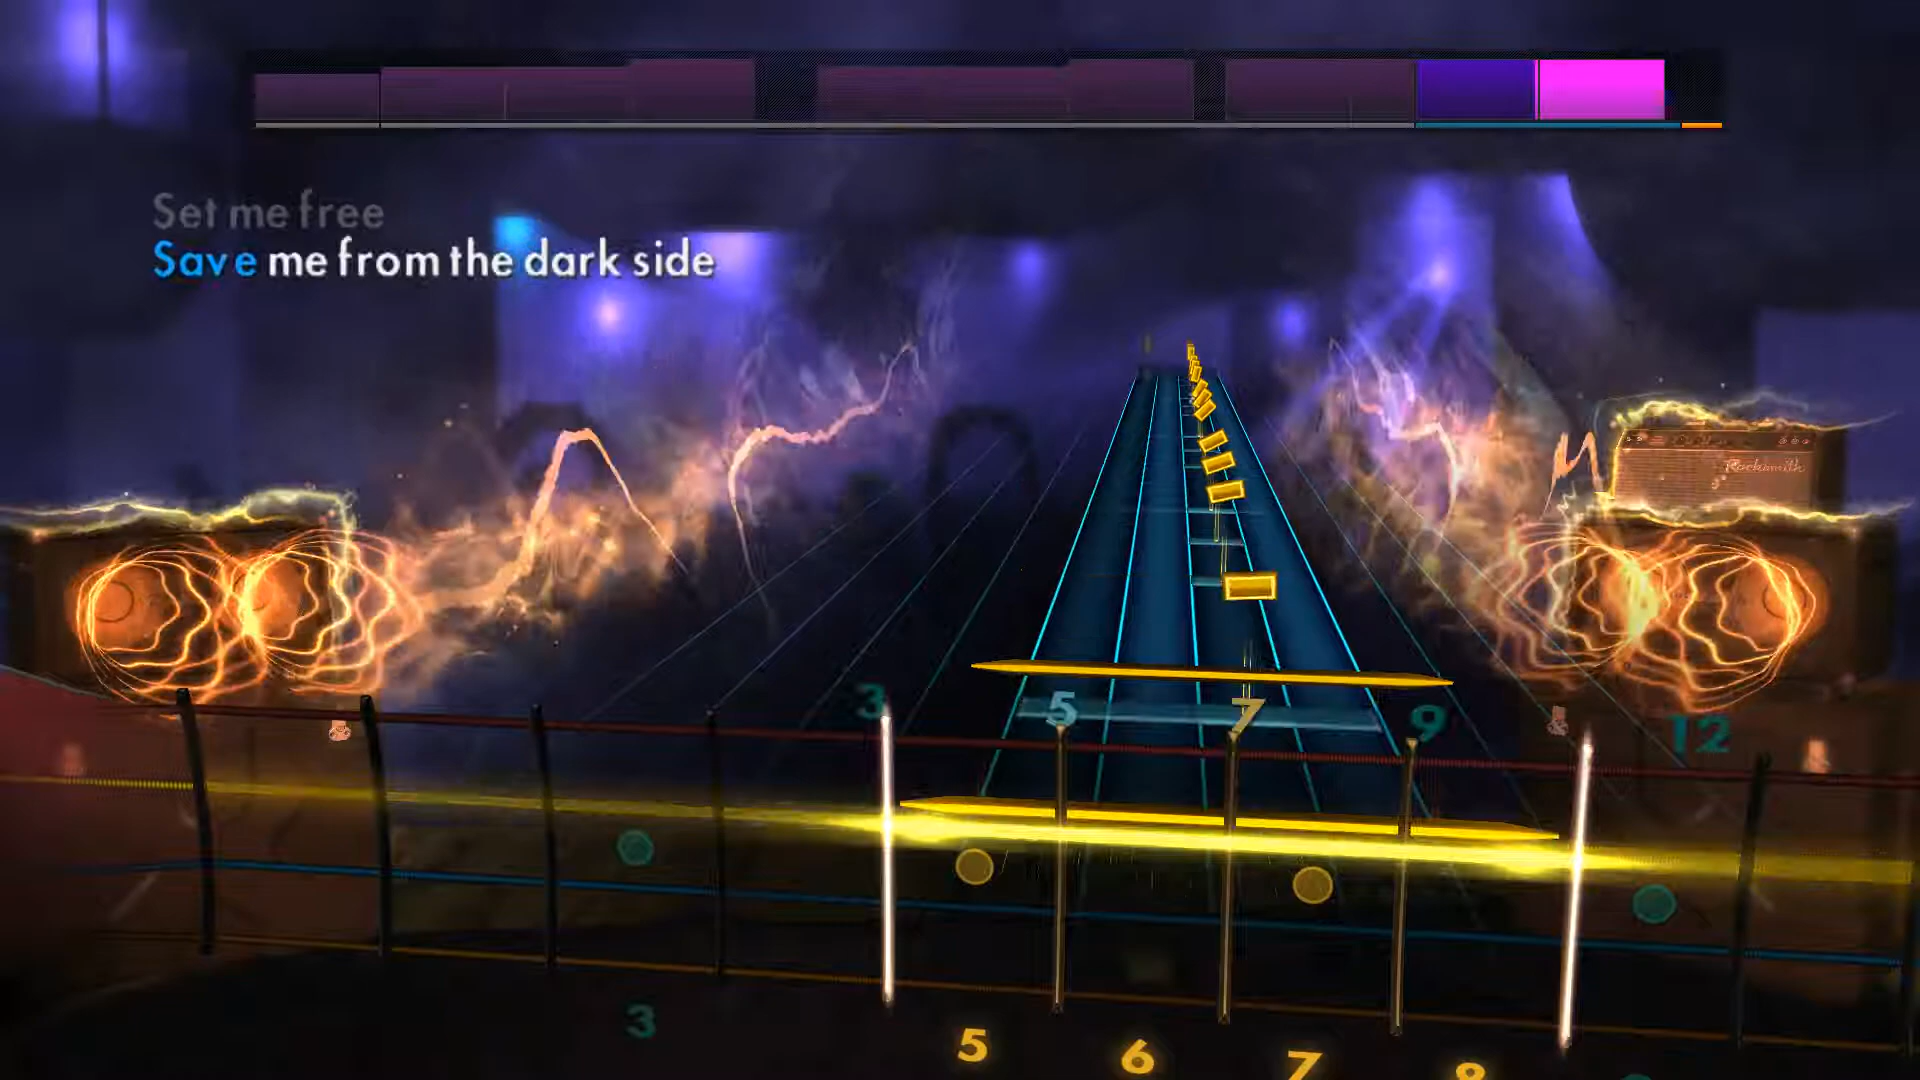 Set me free
Save me from the dark side
Rocksmith
3 5 7 9 12
3 5 6 7 8